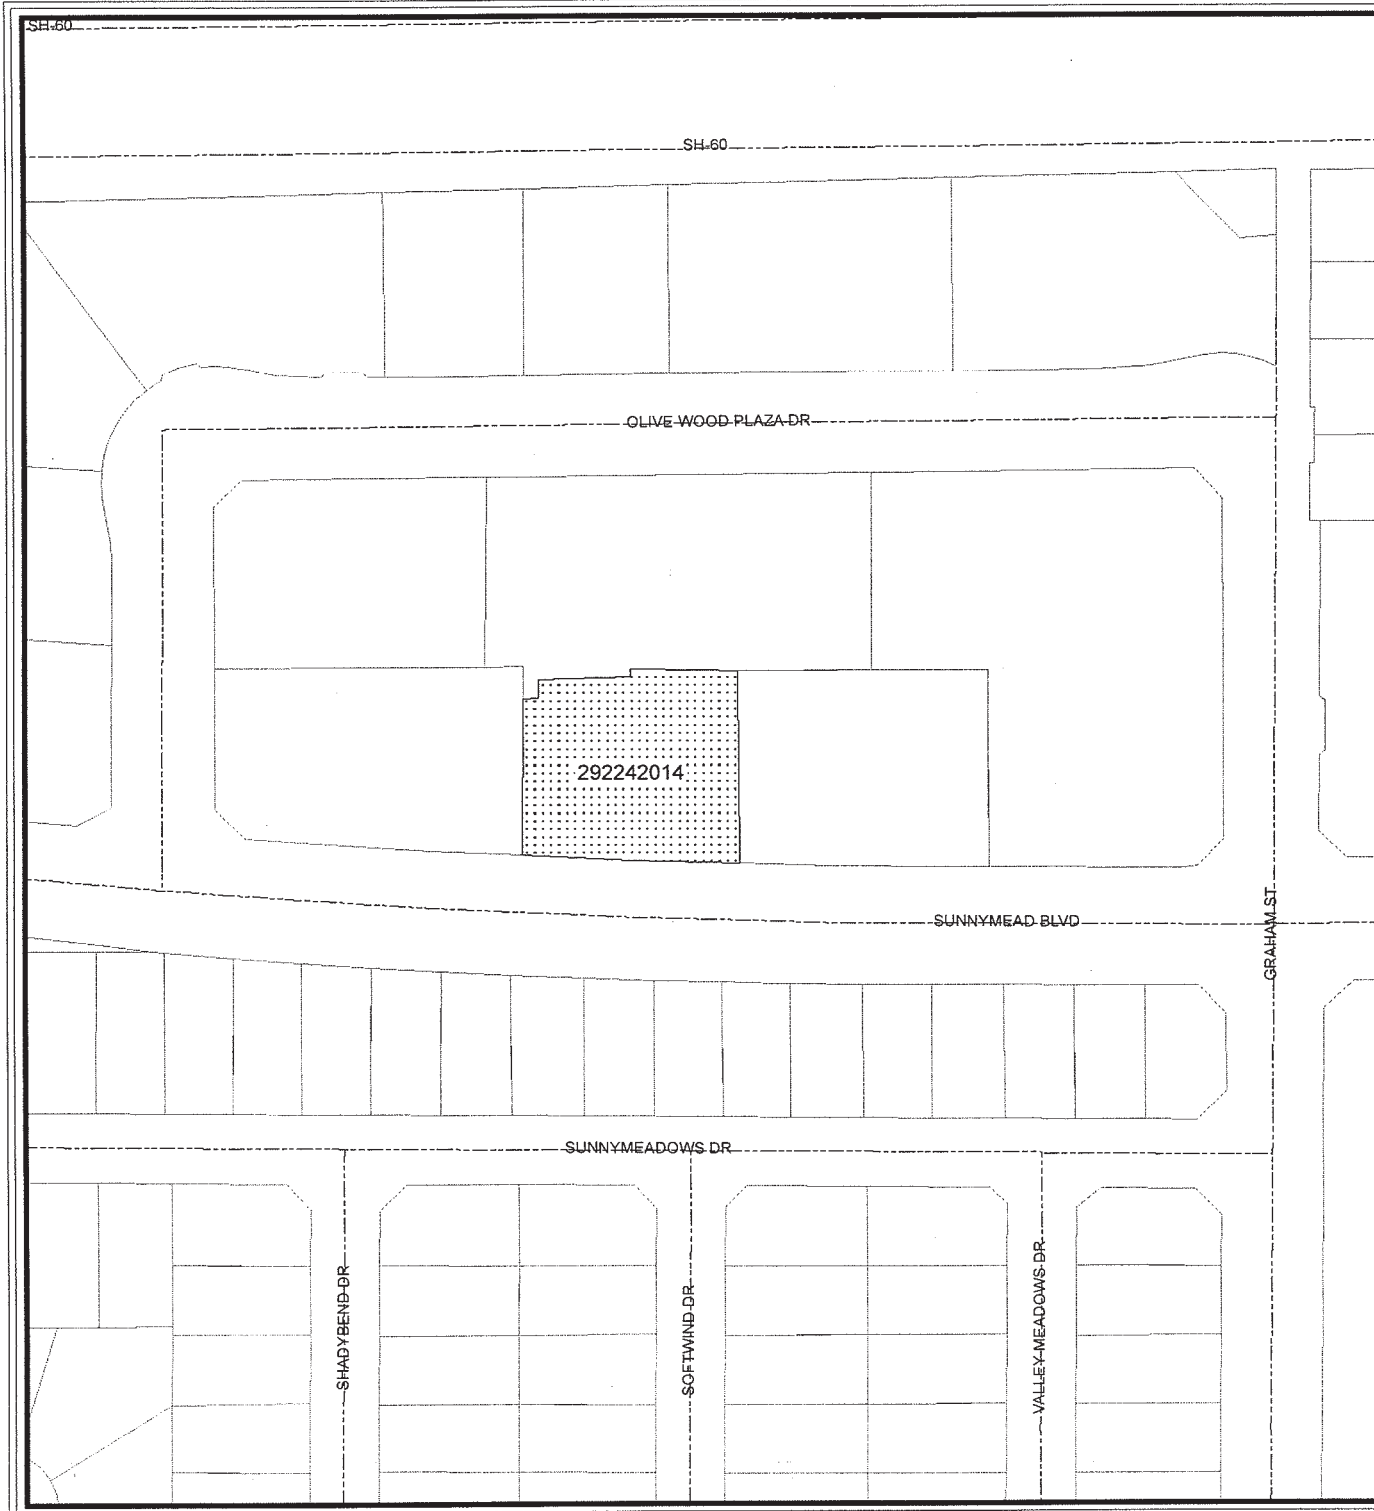 SH-60
SH-60
OLIVE WOOD PLAZA DR
292242014
SUNNYMEAD BLVD
GRAHAM ST
SUNNYMEADOWS DR
SHADYBEND DR
SOFTWIND DR
VALLEY MEADOWS DR